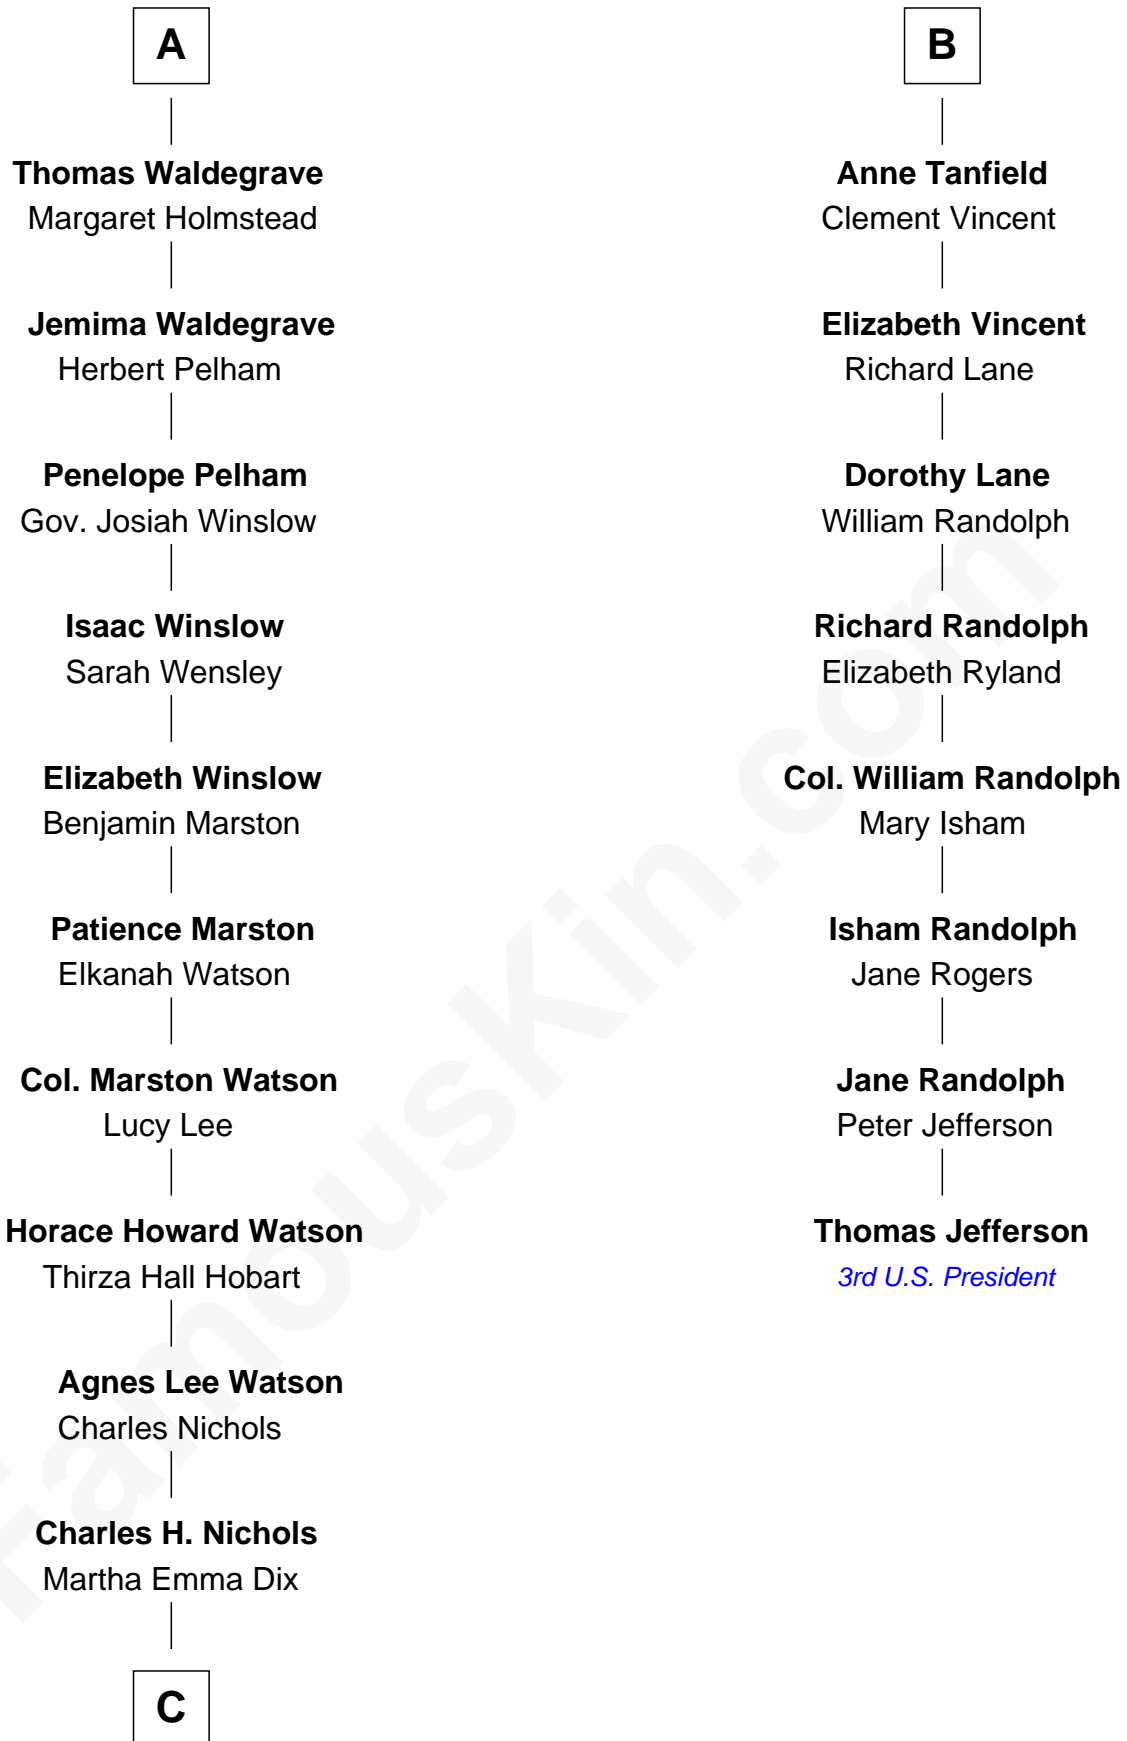 A
Thomas Waldegrave
Margaret Holmstead
Jemima Waldegrave
Herbert Pelham
Penelope Pelham
Gov. Josiah Winslow
Isaac Winslow
Sarah Wensley
Elizabeth Winslow
Benjamin Marston
Patience Marston
Elkanah Watson
Col. Marston Watson
Lucy Lee
Horace Howard Watson
Thirza Hall Hobart
Agnes Lee Watson
Charles Nichols
Charles H. Nichols
Martha Emma Dix
C
B
Anne Tanfield
Clement Vincent
Elizabeth Vincent
Richard Lane
Dorothy Lane
William Randolph
Richard Randolph
Elizabeth Ryland
Col. William Randolph
Mary Isham
Isham Randolph
Jane Rogers
Jane Randolph
Peter Jefferson
Thomas Jefferson
3rd U.S. President
FamousKin.com